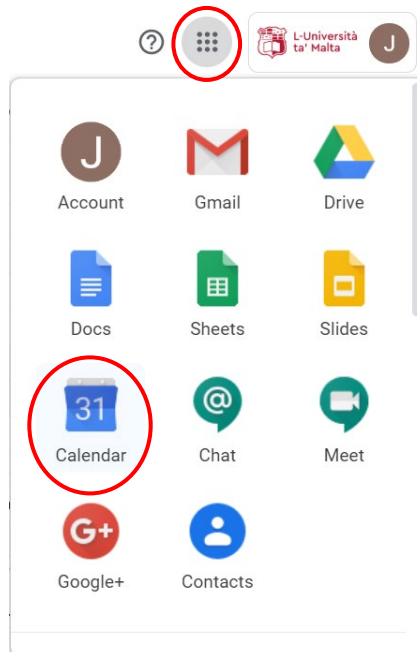 L-Università
ta' Malta
J
J
Account Gmail Drive
Docs Sheets Slides
31
@
Calendar Chat Meet
G+
Google+ Contacts